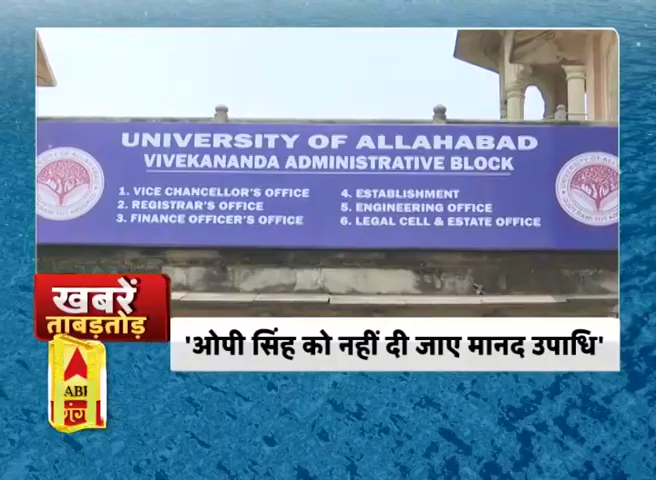 UNIVERSITY OF ALLAHABAD
VIVEKANANDA ADMINISTRATIVE BLOCK
1. VICE CHANCELLOR'S OFFICE
2. REGISTRAR'S OFFICE
3. FINANCE OFFICER'S OFFICE
4. ESTABLISHMENT
5. ENGINEERING OFFICE
6. LEGAL CELL & ESTATE OFFICE
खबरें
ताबड़तोड़
'ओपी सिंह को नहीं दी जाए मानद उपाधि'
ABP